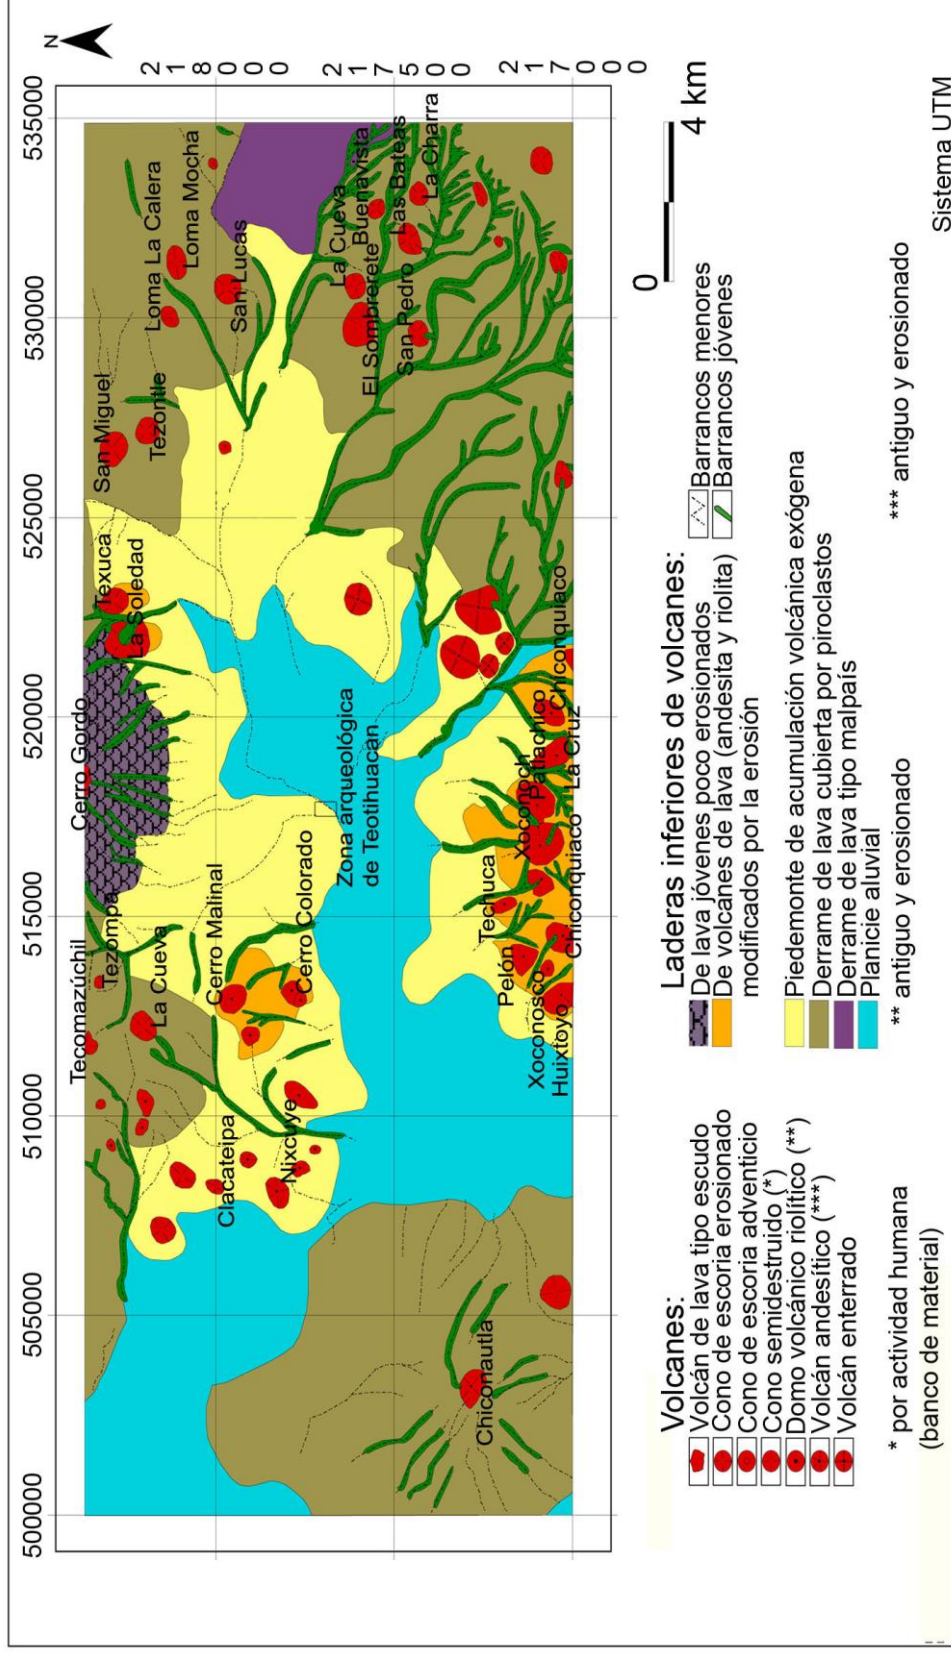 500000
505000
510000
515000
520000
525000
530000
535000
N
2180000
2175000
2170000
Tecomazúchil
Tezompa
La Cueva
Cerro Gordo
Texuca
La Soledad
San Miguel
Tezontle
Loma La Calera
Loma Mocha
San Lucas
Clacateipa
Nixcuye
Cerro Malinal
Cerro Colorado
Zona arqueológica
de Teotihuacán
La Cueva
Buenavista
El Sombrerete
Las Bateas
San Pedro
La Charra
Chiconautla
Techuca
Pelón
Xoconosco
Huixtoyo
Xoconoch
Patlachico
La Cruz
Chiconquiaco
Chiconquiaco
0
4 km
Volcanes:
Volcán de lava tipo escudo
Cono de escoria erosionado
Cono de escoria adventicio
Cono semidestruido (*)
Domo volcánico riolítico (**)
Volcán andesítico (***)
Volcán enterrado
Laderas inferiores de volcanes:
De lava jóvenes poco erosionados
De volcanes de lava (andesita y riolita)
modificados por la erosión
Piedemonte de acumulación volcánica exógena
Derrame de lava cubierta por piroclastos
Derrame de lava tipo malpaís
Planicie aluvial
Barrancos menores
Barrancos jóvenes
* por actividad humana
(banco de material)
** antiguo y erosionado
*** antiguo y erosionado
Sistema UTM